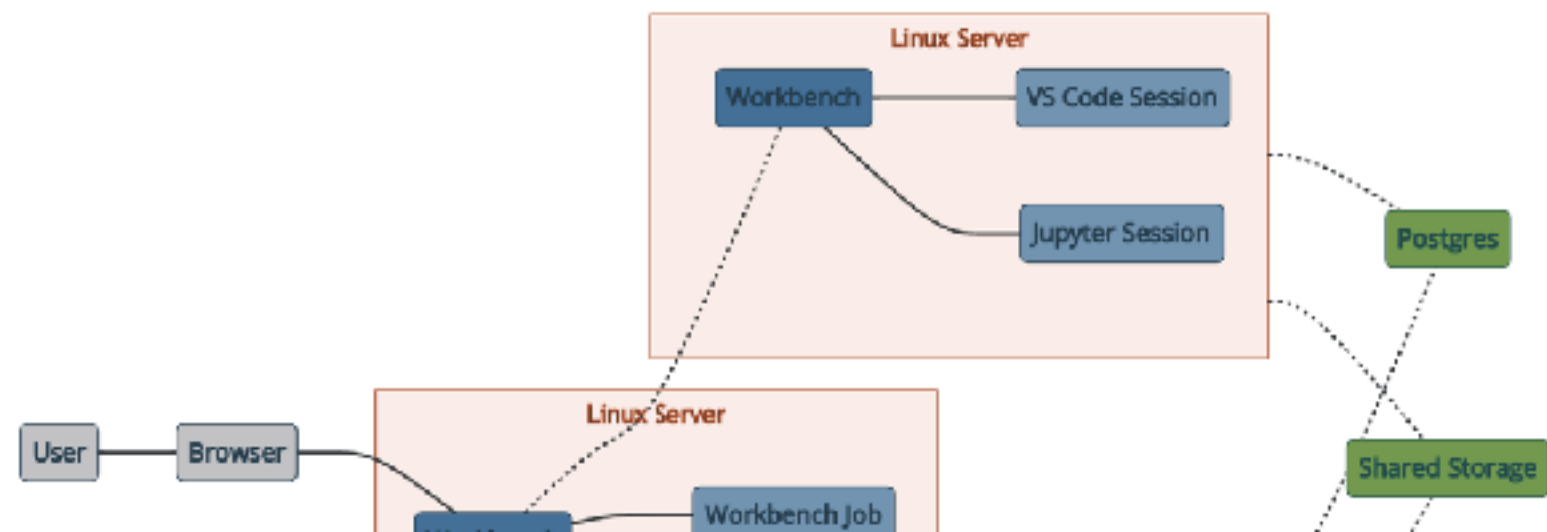 Linux Server
Workbench
VS Code Session
Jupyter Session
Postgres
Linux Server
User
Browser
Shared Storage
Workbench Job